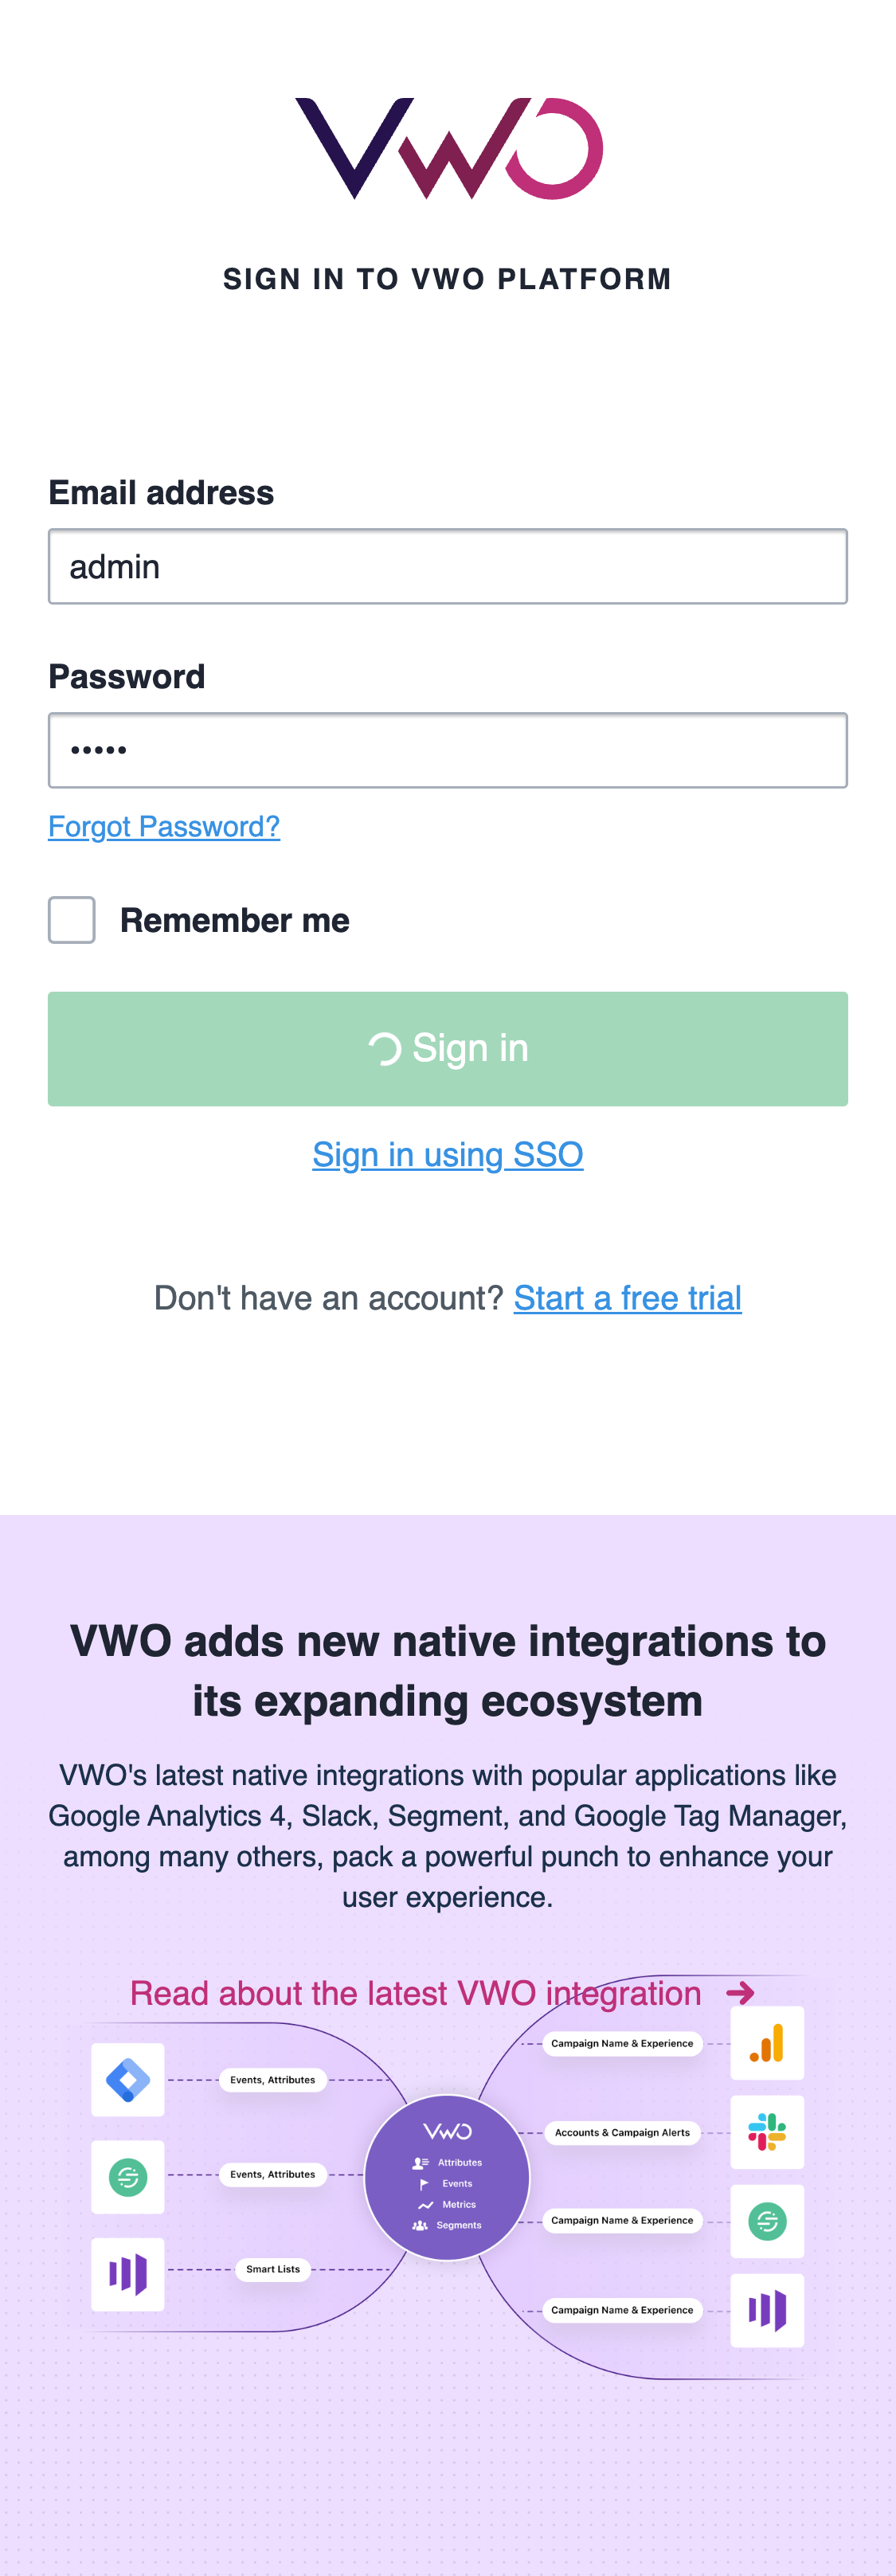 VWO
SIGN IN TO VWO PLATFORM
Email address
admin
Password
•••••
Forgot Password?
Remember me
Sign in
Sign in using SSO
Don't have an account? Start a free trial
VWO adds new native integrations to
its expanding ecosystem
VWO's latest native integrations with popular applications like
Google Analytics 4, Slack, Segment, and Google Tag Manager,
among many others, pack a powerful punch to enhance your
user experience.
Read about the latest VWO integration
Events, Attributes
Events, Attributes
Smart Lists
VWO
Attributes
Events
Metrics
Segments
Campaign Name & Experience
Accounts & Campaign Alerts
Campaign Name & Experience
Campaign Name & Experience